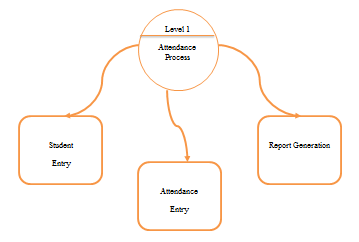 Level 1
Attendance
Process
Student
Entry
Attendance
Entry
Report Generation